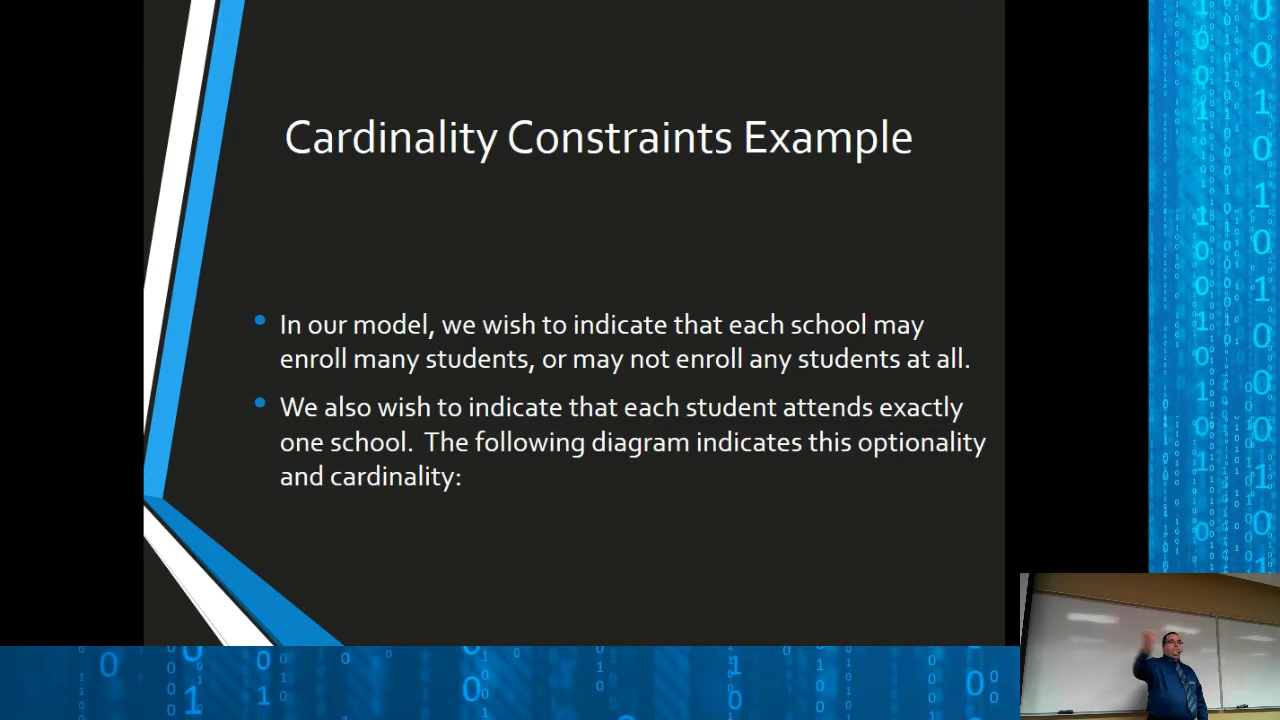 Cardinality Constraints Example
In our model, we wish to indicate that each school may
enroll many students, or may not enroll any students at all.
We also wish to indicate that each student attends exactly
one school. The following diagram indicates this optionality
and cardinality: